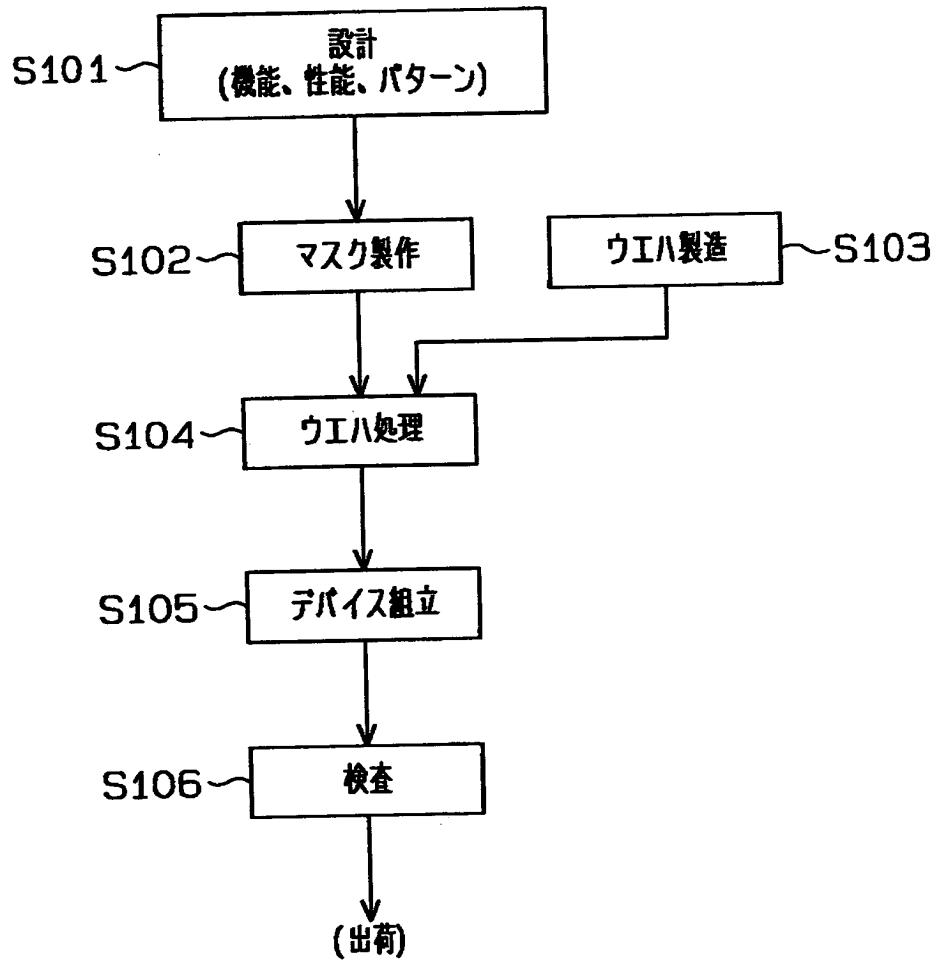 設計
S101
(機能、性能、パターン)
S102
マスク製作
ウエハ製造
S103
S104
ウエハ処理
S105
デバイス組立
S106
検査
(出荷)